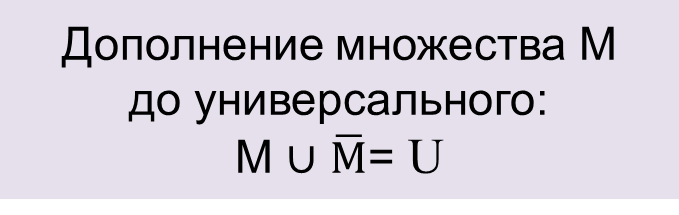 Дополнение множества М
до универсального:
М ∪ M̅= U